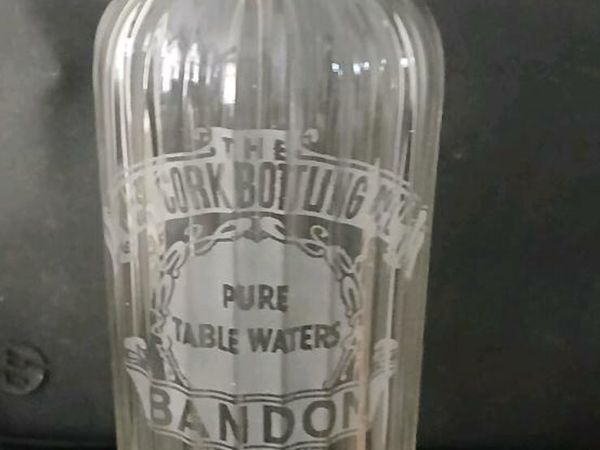 THE
CORK BOTTLING
PURE
TABLE WATERS
BANDON